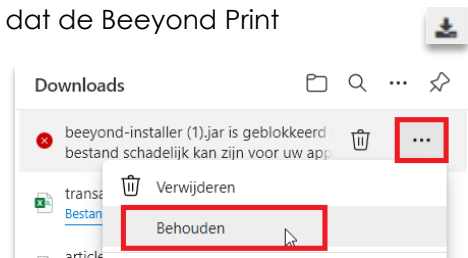 dat de Beeyond Print
Downloads
beeyond-installer (1).jar is geblokkeerd
bestand schadelijk kan zijn voor uw app
Verwijderen
transa
Bestan
Behouden
article